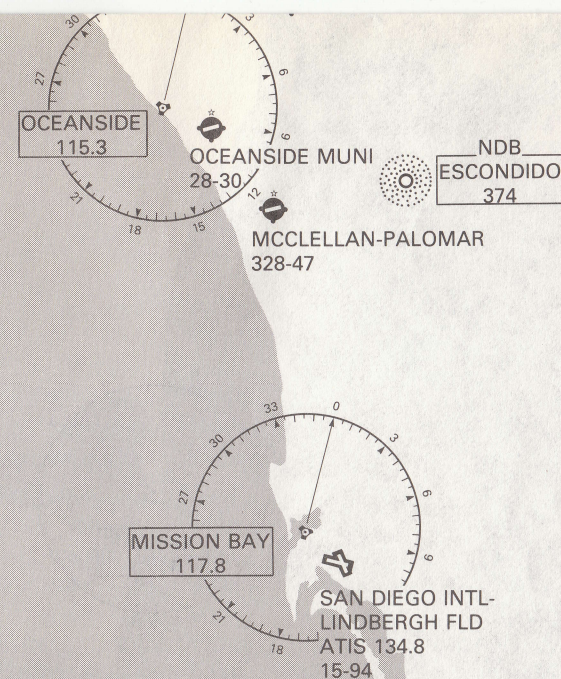 30
3
27
6
9
OCEANSIDE
115.3
OCEANSIDE MUNI
28-30
12
21
18
15
NDB
ESCONDIDO
374
MCCLELLAN-PALOMAR
328-47
33
0
30
3
27
6
9
MISSION BAY
117.8
21
18
SAN DIEGO INTL-
LINDBERGH FLD
ATIS 134.8
15-94